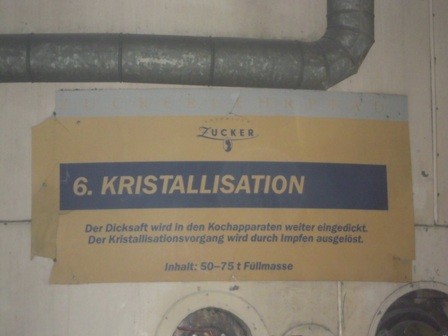 ZUCKER
6. KRISTALLISATION
Der Dicksaft wird in den Kochapparaten weiter eingedickt.
Der Kristallisationsvorgang wird durch Impfen ausgelöst.
Inhalt: 50–75 t Füllmasse